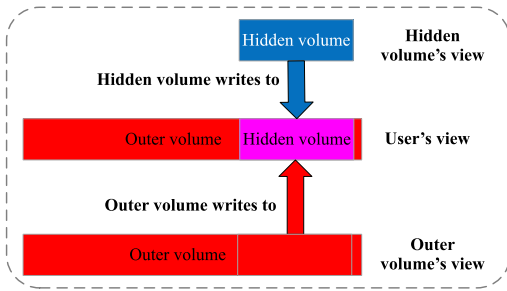 Hidden volume
Hidden
volume's view
Hidden volume writes to
Outer volume
Hidden volume
User's view
Outer volume writes to
Outer volume
Outer
volume's view